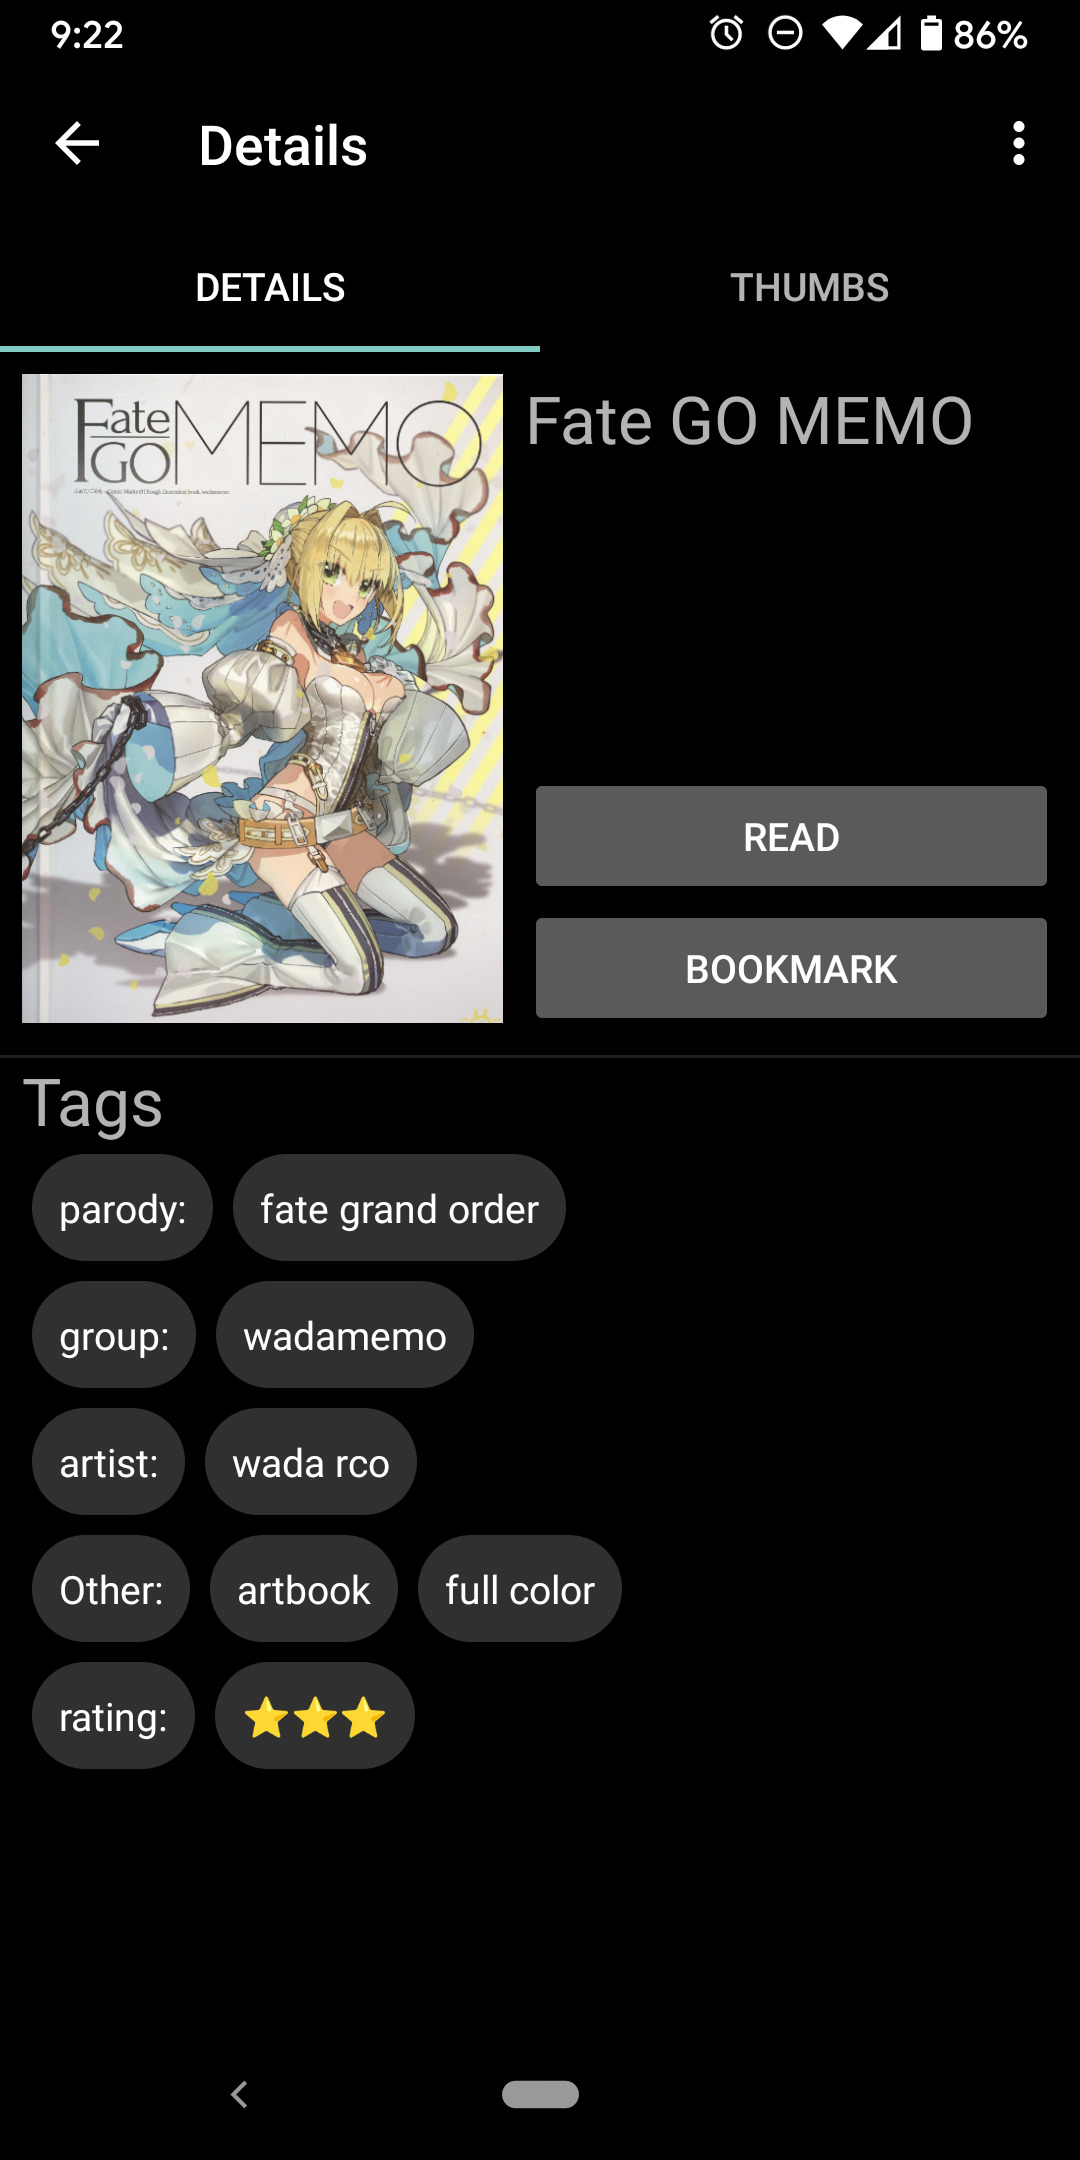 9:22
86%
Details
DETAILS
THUMBS
Fate
GO
MEMO
Fate GO MEMO
READ
BOOKMARK
Tags
parody:
fate grand order
group:
wadamemo
artist:
wada rco
Other:
artbook
full color
rating:
⭐⭐⭐